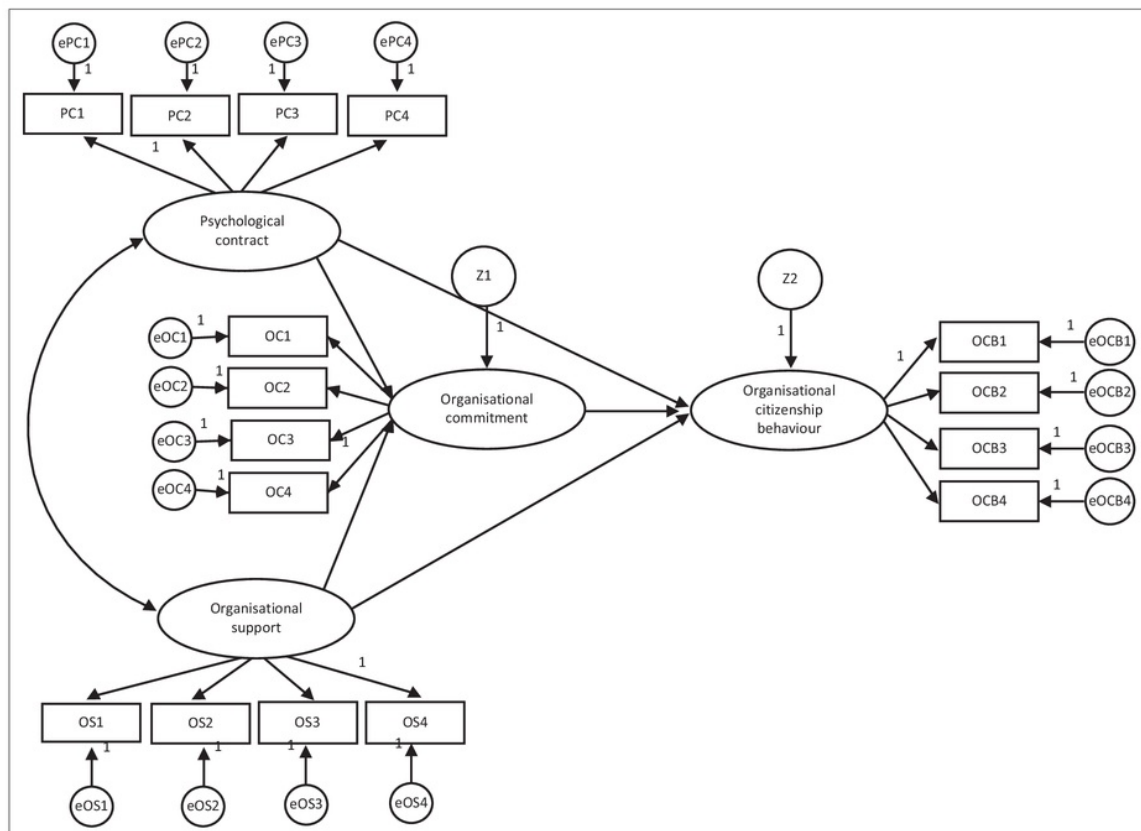 ePC1
ePC2
ePC3
ePC4
1
1
1
1
PC1
PC2
PC3
PC4
1
Psychological
contract
Z1
Z2
1
1
eOC1
1
OC1
eOC2
1
OC2
eOC3
1
OC3
1
eOC4
1
OC4
Organisational
commitment
Organisational
citizenship
behaviour
1
OCB1
1
eOCB1
OCB2
1
eOCB2
OCB3
1
eOCB3
OCB4
1
eOCB4
Organisational
support
1
OS1
OS2
OS3
OS4
1
1
1
1
eOS1
eOS2
eOS3
eOS4